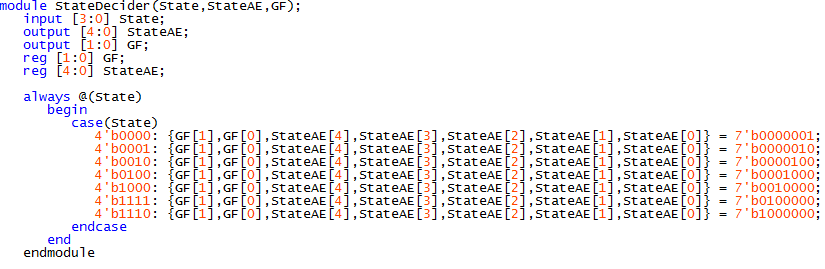 module StateDecider(State,StateAE,GF);
input [3:0] State;
output [4:0] StateAE;
output [1:0] GF;
reg [1:0] GF;
reg [4:0] StateAE;
always @(State)
begin
case(State)
4'b0000: {GF[1],GF[0],StateAE[4],StateAE[3],StateAE[2],StateAE[1],StateAE[0]} = 7'b0000001;
4'b0001: {GF[1],GF[0],StateAE[4],StateAE[3],StateAE[2],StateAE[1],StateAE[0]} = 7'b0000010;
4'b0010: {GF[1],GF[0],StateAE[4],StateAE[3],StateAE[2],StateAE[1],StateAE[0]} = 7'b0000100;
4'b0100: {GF[1],GF[0],StateAE[4],StateAE[3],StateAE[2],StateAE[1],StateAE[0]} = 7'b0001000;
4'b1000: {GF[1],GF[0],StateAE[4],StateAE[3],StateAE[2],StateAE[1],StateAE[0]} = 7'b0010000;
4'b1111: {GF[1],GF[0],StateAE[4],StateAE[3],StateAE[2],StateAE[1],StateAE[0]} = 7'b0100000;
4'b1110: {GF[1],GF[0],StateAE[4],StateAE[3],StateAE[2],StateAE[1],StateAE[0]} = 7'b1000000;
endcase
end
endmodule